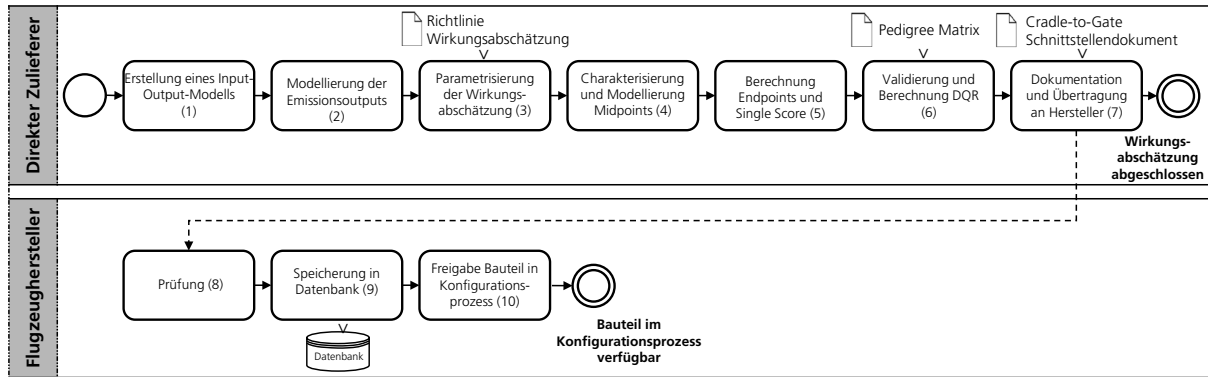 Direkter Zulieferer
Richtlinie
Wirkungsabschätzung
Pedigree Matrix
Cradle-to-Gate
Schnittstellendokument
Erstellung eines Input-
Output-Modells
(1)
Modellierung der
Emissionsoutputs
(2)
Parametrisierung
der Wirkungs-
abschätzung (3)
Charakterisierung
und Modellierung
Midpoints (4)
Berechnung
Endpoints und
Single Score (5)
Validierung und
Berechnung DQR
(6)
Dokumentation
und Übertragung
an Hersteller (7)
Wirkungs-
abschätzung
abgeschlossen
Flugzeughersteller
Prüfung (8)
Speicherung in
Datenbank (9)
Freigabe Bauteil in
Konfigurations-
prozess (10)
Datenbank
Bauteil im
Konfigurationsprozess
verfügbar